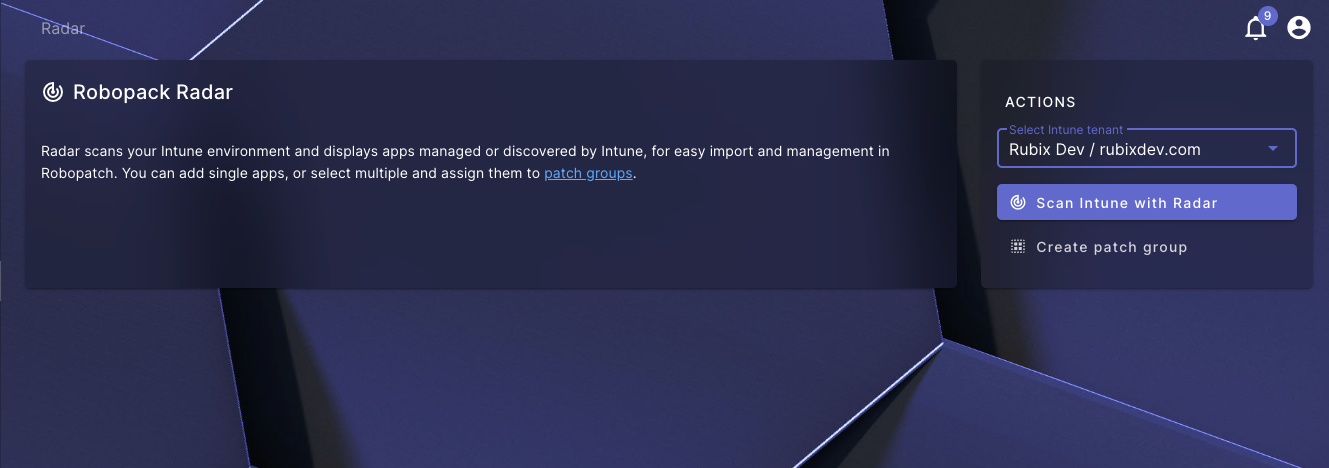 Radar
9
Robopack Radar
Radar scans your Intune environment and displays apps managed or discovered by Intune, for easy import and management in
Robopatch. You can add single apps, or select multiple and assign them to patch groups.
ACTIONS
Select Intune tenant
Rubix Dev / rubixdev.com
Scan Intune with Radar
Create patch group